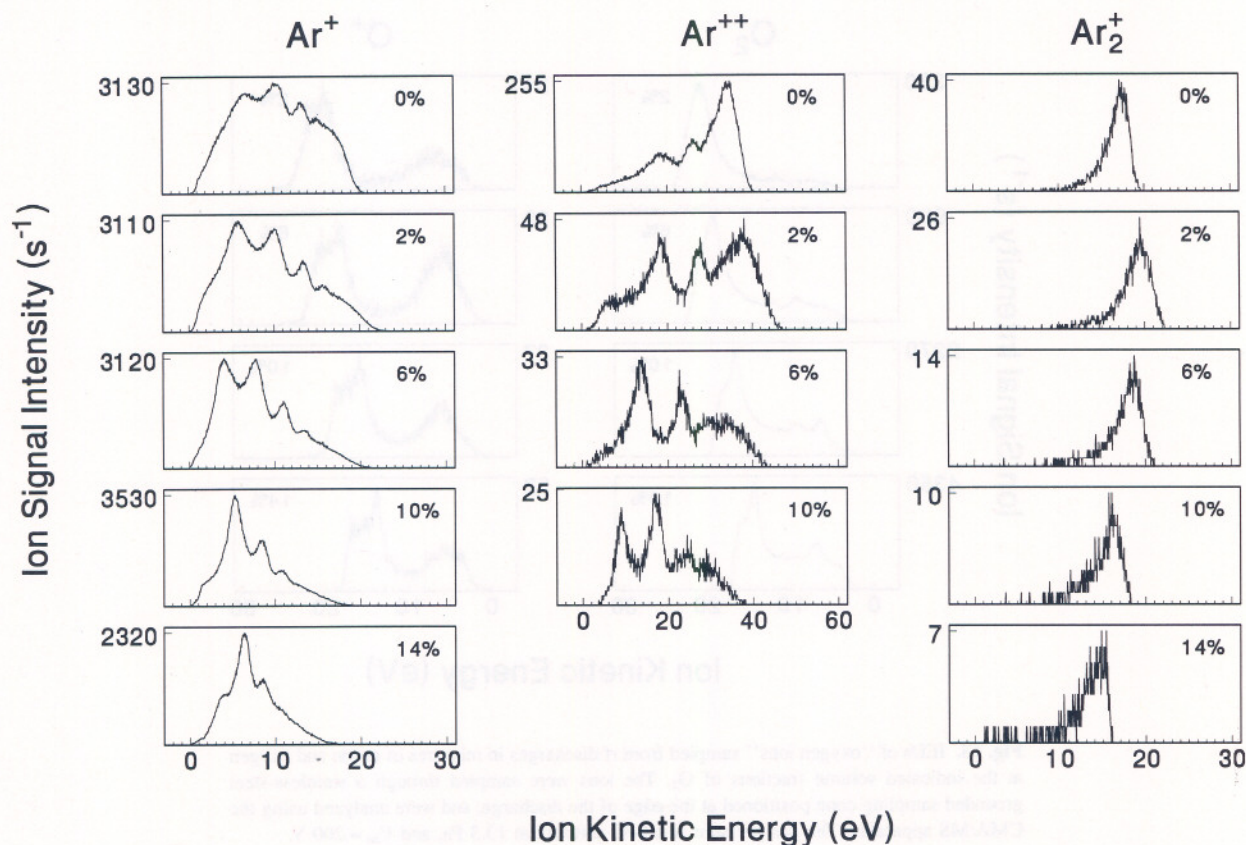 Ar+ Ar++ Ar2+
Ion Signal Intensity (s-1)
3130 0% 255 0% 40 0%
3110 2% 48 2% 26 2%
3120 6% 33 6% 14 6%
3530 10% 25 10% 10 10%
0 20 40 60
2320 14% 7 14%
0 10 20 30 0 10 20 30
Ion Kinetic Energy (eV)